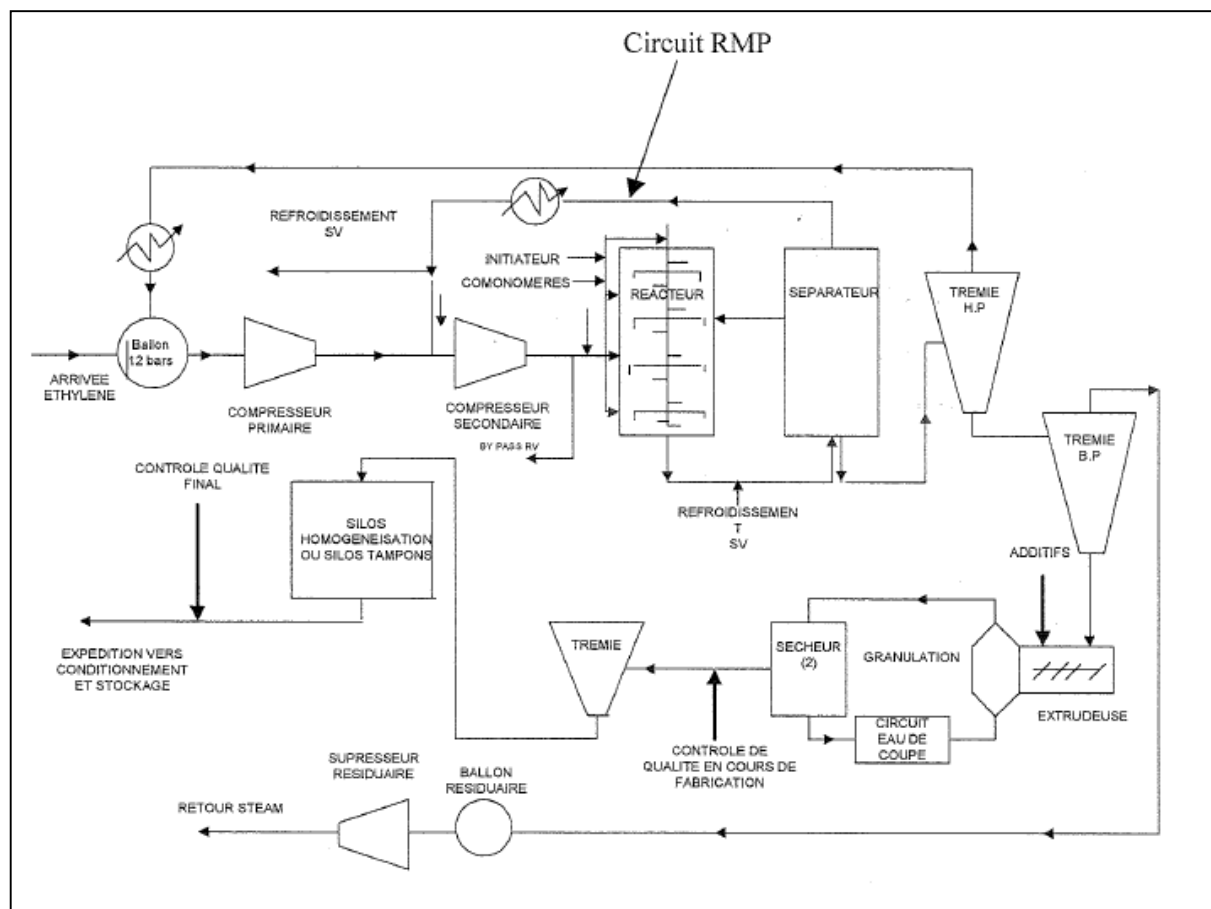 Circuit RMP
REFROIDISSEMENT
SV
INITIATEUR
COMONOMERES
REACTEUR
SEPARATEUR
TREMIE
H.P
Ballon
12 bars
ARRIVEE
ETHYLENE
COMPRESSEUR
PRIMAIRE
COMPRESSEUR
SECONDAIRE
BY PASS RV
TREMIE
B.P
CONTROLE QUALITE
FINAL
SILOS
HOMOGENEISATION
OU SILOS TAMPONS
REFROIDISSEMEN
T
SV
ADDITIFS
EXPEDITION VERS
CONDITIONNEMENT
ET STOCKAGE
TREMIE
SECHEUR
(2)
GRANULATION
EXTRUDEUSE
CIRCUIT
EAU DE
COUPE
CONTROLE DE
QUALITE EN COURS DE
FABRICATION
SUPRESSEUR
RESIDUAIRE
BALLON
RESIDUAIRE
RETOUR STEAM